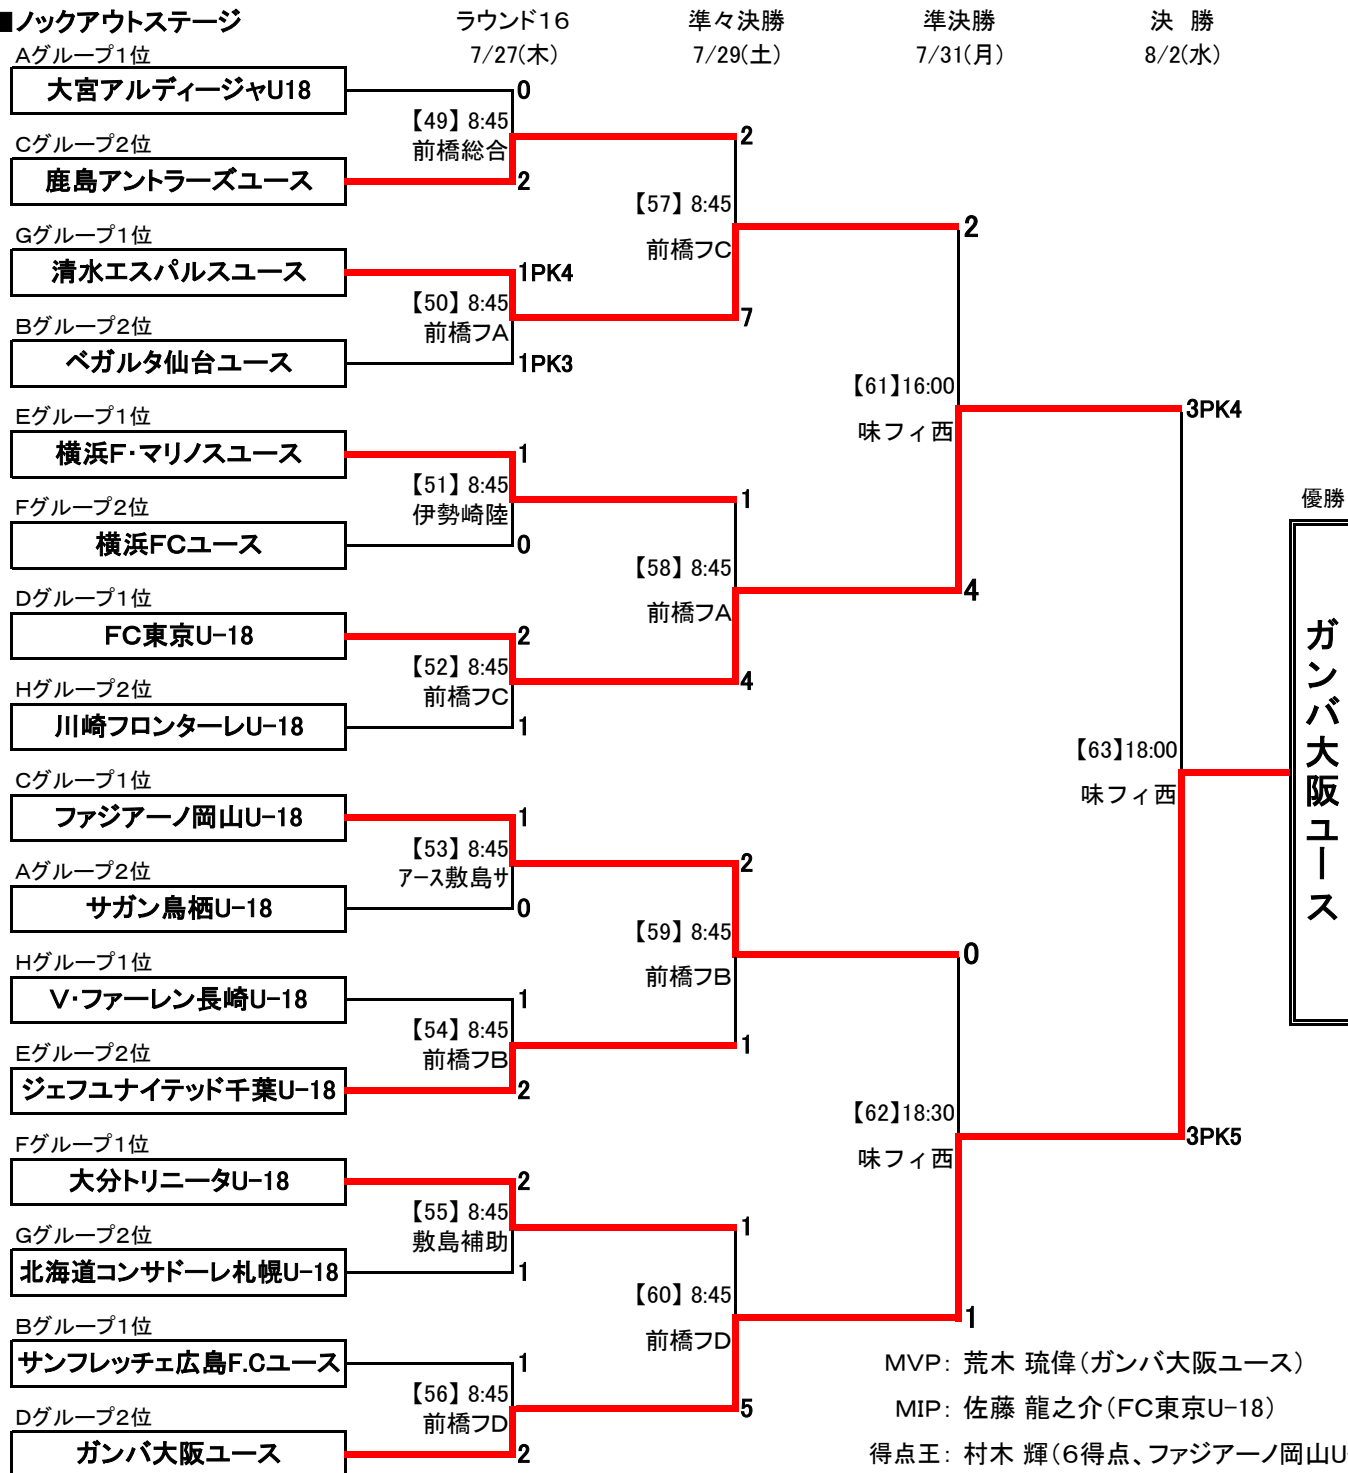 ■ノックアウトステージ
ラウンド16
準々決勝
準決勝
決 勝
7/27(木)
7/29(土)
7/31(月)
8/2(水)
Aグループ1位
大宮アルディージャU18
0
【49】 8:45
前橋総合
2
Cグループ2位
鹿島アントラーズユース
2
【57】 8:45
前橋フC
2
Gグループ1位
清水エスパルスユース
1PK4
【50】 8:45
前橋フA
7
Bグループ2位
ベガルタ仙台ユース
1PK3
【61】16:00
味フィ西
3PK4
Eグループ1位
横浜F・マリノスユース
1
【51】 8:45
伊勢崎陸
1
Fグループ2位
横浜FCユース
0
【58】 8:45
前橋フA
4
Dグループ1位
FC東京U-18
2
【52】 8:45
前橋フC
4
Hグループ2位
川崎フロンターレU-18
1
【63】18:00
味フィ西
優勝
ガンバ大阪ユース
Cグループ1位
ファジアーノ岡山U-18
1
【53】 8:45
アース敷島サ
2
Aグループ2位
サガン鳥栖U-18
0
【59】 8:45
前橋フB
0
Hグループ1位
V・ファーレン長崎U-18
1
【54】 8:45
前橋フB
1
Eグループ2位
ジェフユナイテッド千葉U-18
2
【62】18:30
味フィ西
3PK5
Fグループ1位
大分トリニータU-18
2
【55】 8:45
敷島補助
1
Gグループ2位
北海道コンサドーレ札幌U-18
1
【60】 8:45
前橋フD
1
Bグループ1位
サンフレッチェ広島F.Cユース
1
【56】 8:45
前橋フD
5
Dグループ2位
ガンバ大阪ユース
2
MVP: 荒木 琉偉(ガンバ大阪ユース)
MIP: 佐藤 龍之介(FC東京U-18)
得点王: 村木 輝(6得点、ファジアーノ岡山U-